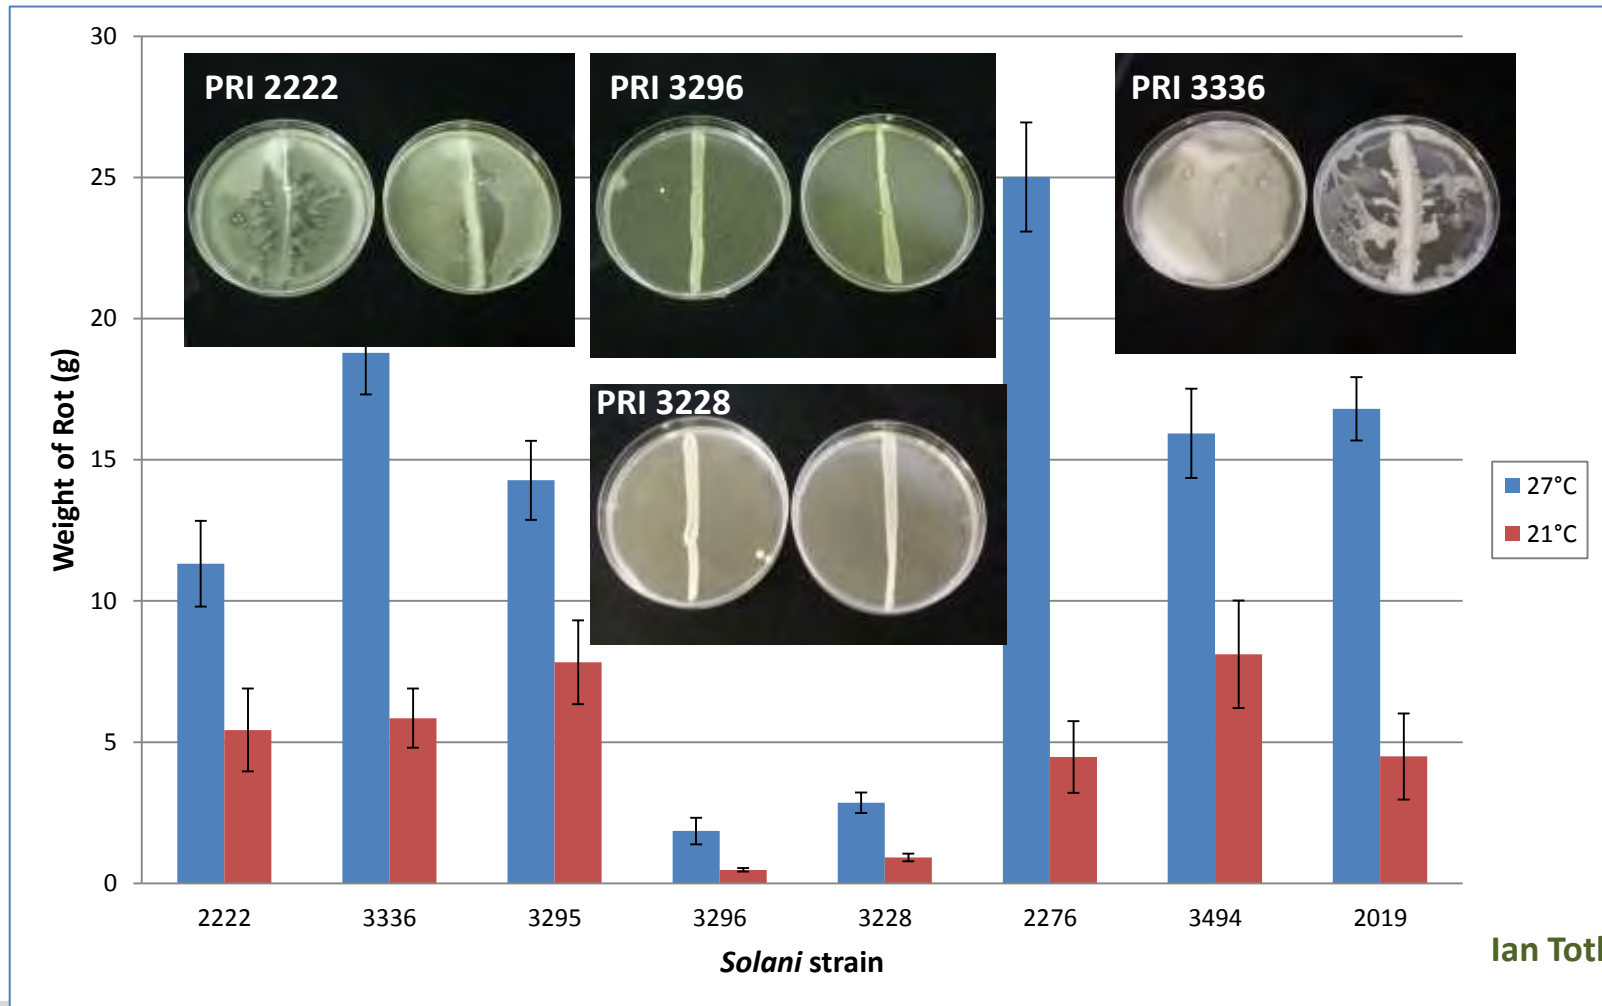 30
PRI 2222
PRI 3296
PRI 3336
25
20
PRI 3228
Weight of Rot (g)
15
27°C
21°C
10
5
0
2222 3336 3295 3296 3228 2276 3494 2019
Solani strain
Ian